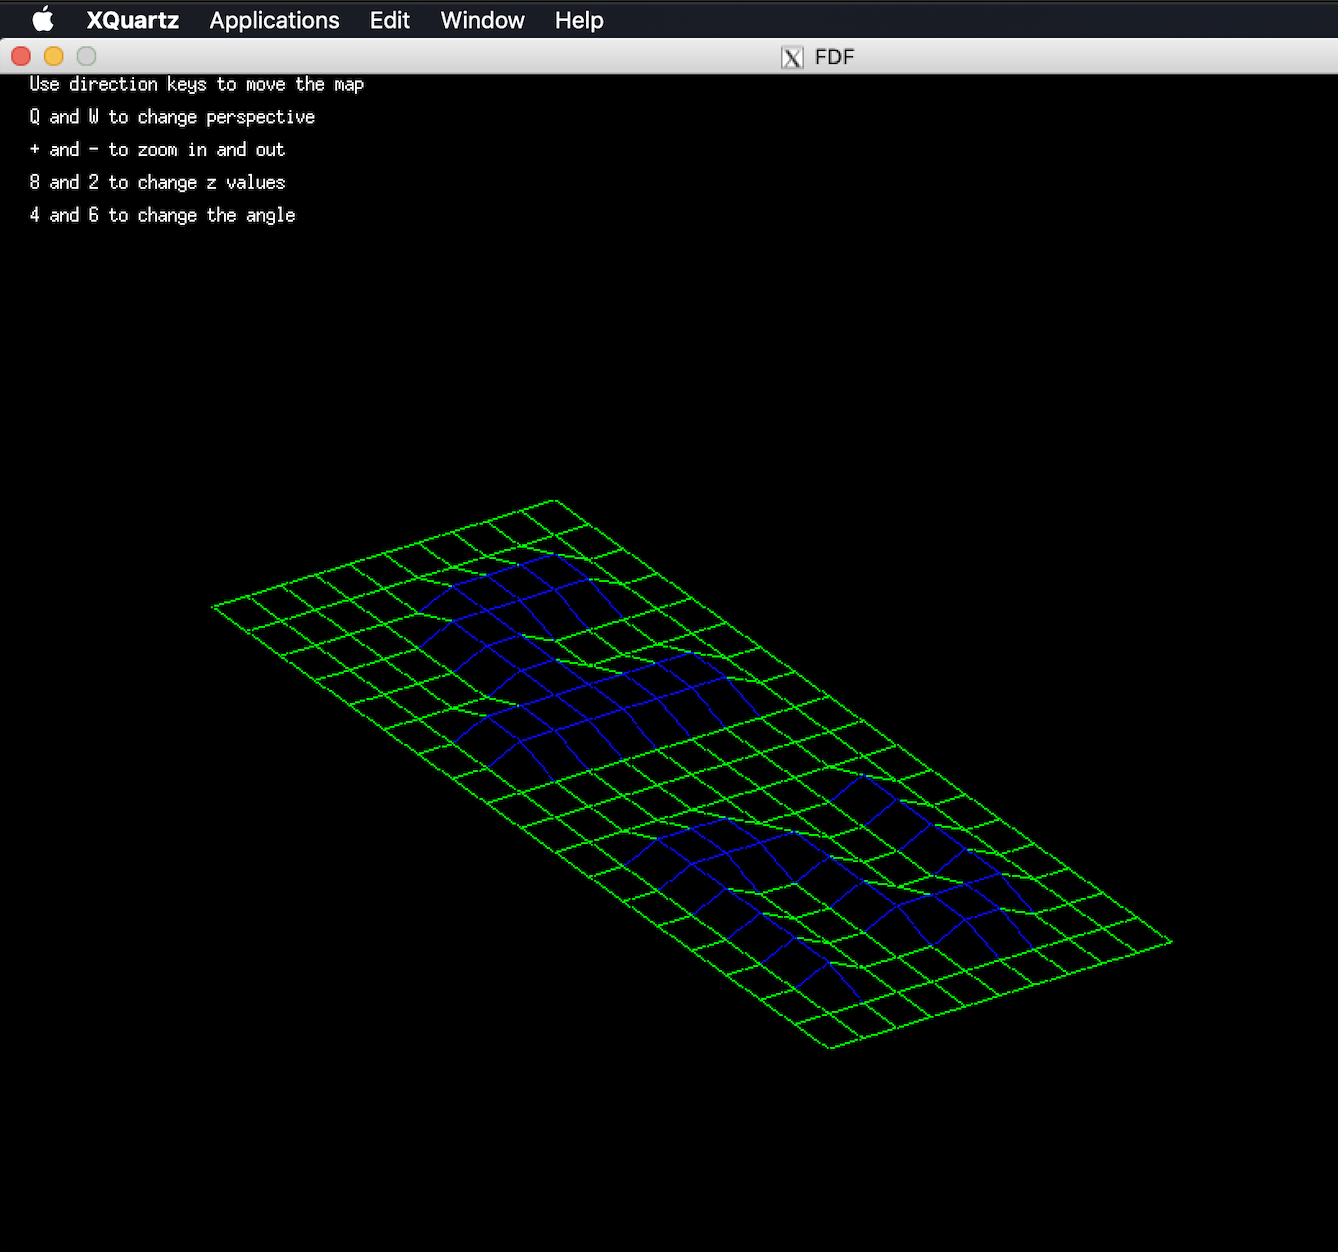 XQuartz Applications Edit Window Help
FDF
Use direction keys to move the map
Q and W to change perspective
+ and - to zoom in and out
8 and 2 to change z values
4 and 6 to change the angle